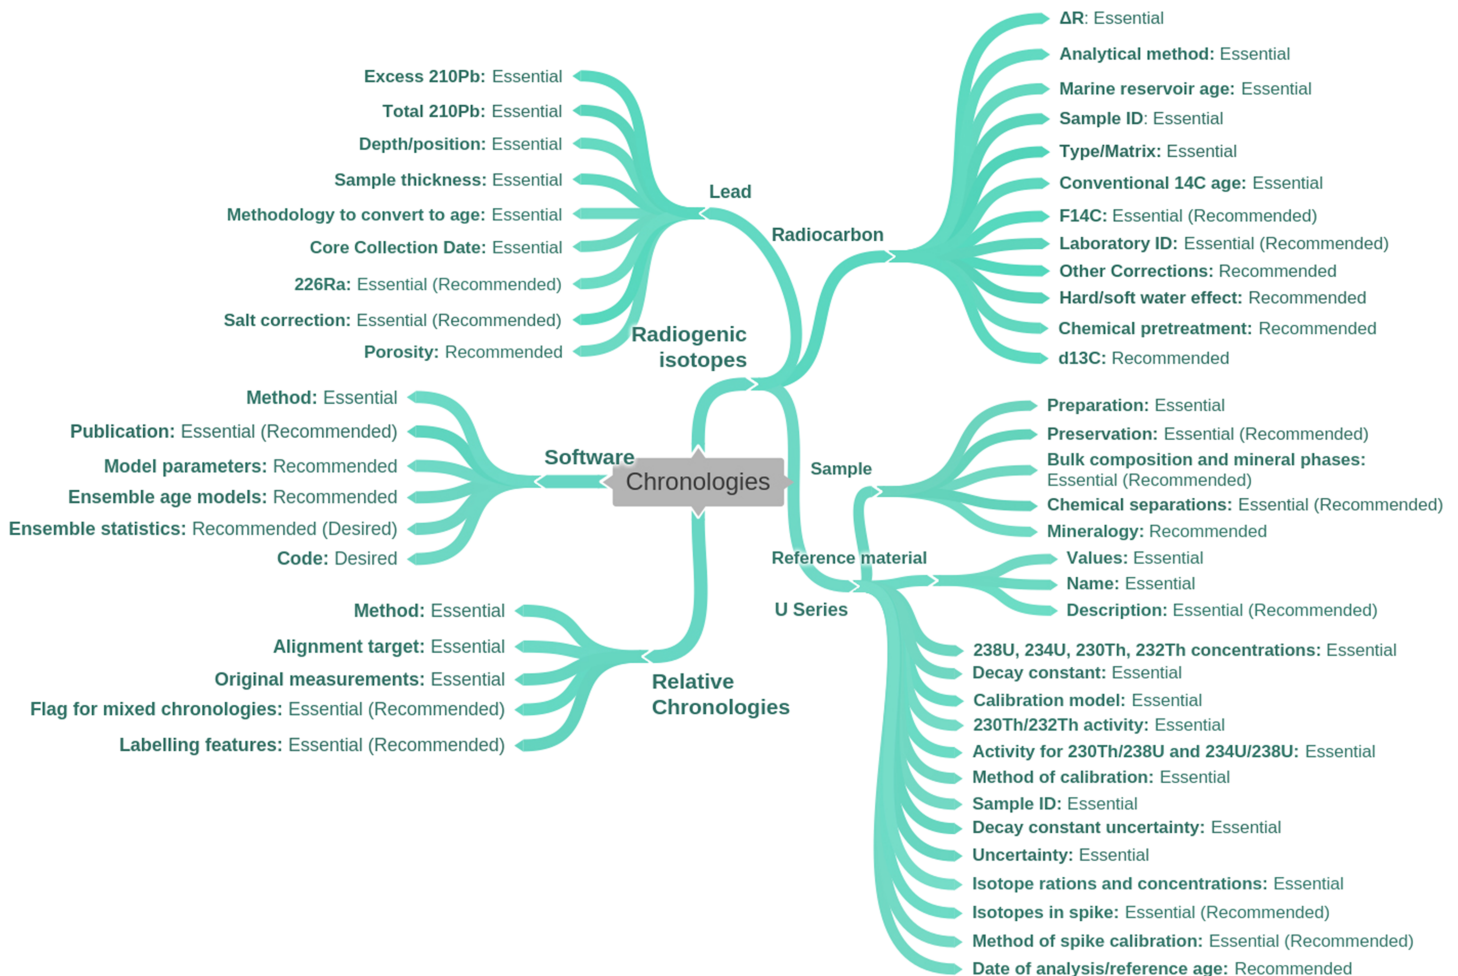 Chronologies
Radiogenic
isotopes
Lead
Excess 210Pb: Essential
Total 210Pb: Essential
Depth/position: Essential
Sample thickness: Essential
Methodology to convert to age: Essential
Core Collection Date: Essential
226Ra: Essential (Recommended)
Salt correction: Essential (Recommended)
Porosity: Recommended
Radiocarbon
ΔR: Essential
Analytical method: Essential
Marine reservoir age: Essential
Sample ID: Essential
Type/Matrix: Essential
Conventional 14C age: Essential
F14C: Essential (Recommended)
Laboratory ID: Essential (Recommended)
Other Corrections: Recommended
Hard/soft water effect: Recommended
Chemical pretreatment: Recommended
d13C: Recommended
U Series
Sample
Preparation: Essential
Preservation: Essential (Recommended)
Bulk composition and mineral phases:
Essential (Recommended)
Chemical separations: Essential (Recommended)
Mineralogy: Recommended
Reference material
Values: Essential
Name: Essential
Description: Essential (Recommended)
238U, 234U, 230Th, 232Th concentrations: Essential
Decay constant: Essential
Calibration model: Essential
230Th/232Th activity: Essential
Activity for 230Th/238U and 234U/238U: Essential
Method of calibration: Essential
Sample ID: Essential
Decay constant uncertainty: Essential
Uncertainty: Essential
Isotope rations and concentrations: Essential
Isotopes in spike: Essential (Recommended)
Method of spike calibration: Essential (Recommended)
Date of analysis/reference age: Recommended
Software
Method: Essential
Publication: Essential (Recommended)
Model parameters: Recommended
Ensemble age models: Recommended
Ensemble statistics: Recommended (Desired)
Code: Desired
Relative
Chronologies
Method: Essential
Alignment target: Essential
Original measurements: Essential
Flag for mixed chronologies: Essential (Recommended)
Labelling features: Essential (Recommended)